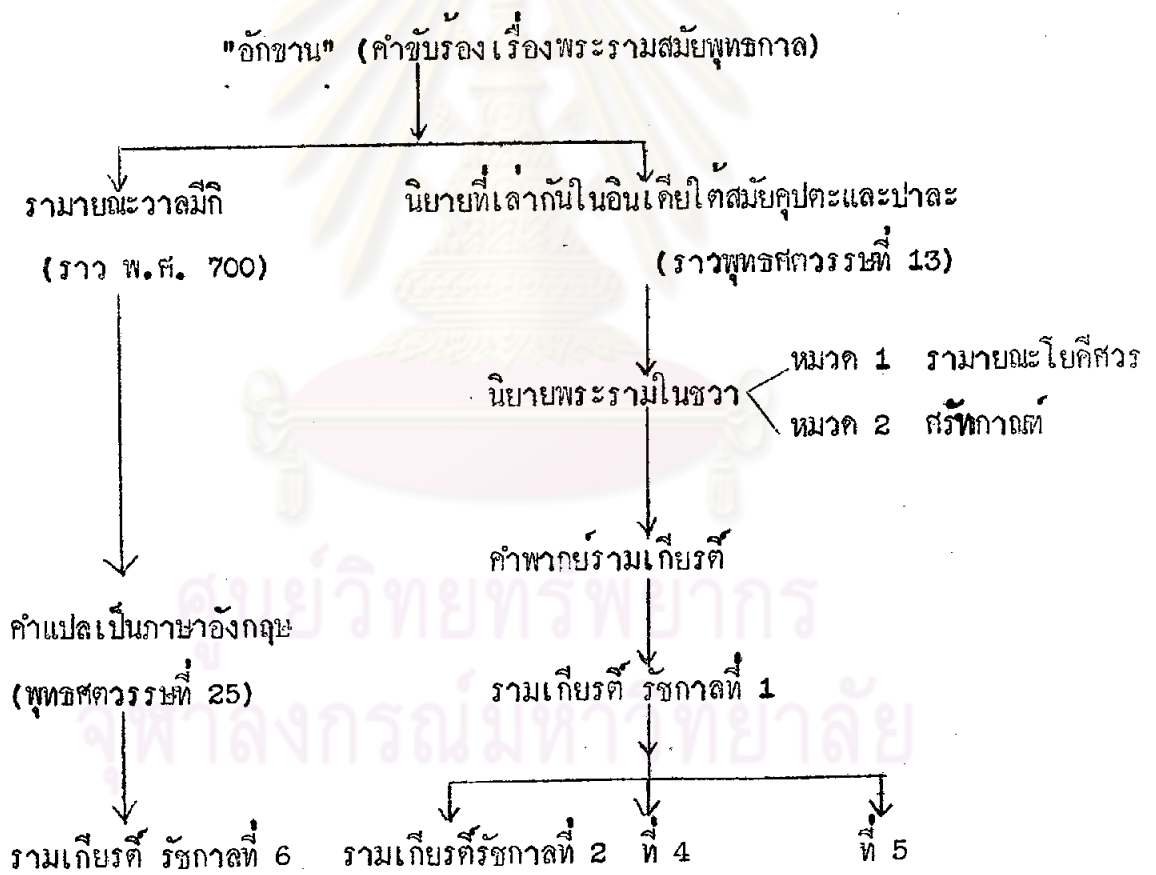 "อักขาน" (คำขับร้องเรื่องพระรามสมัยพุทธกาล)
รามายณะวาลมีกิ
นิยายที่เล่ากันในอินเดียใต้สมัยคุปตะและปาละ
(ราว พ.ศ. 700)
(ราวพุทธศตวรรษที่ 13)
นิยายพระรามในชวา
หมวด 1 รามายณะโยคีศวร
หมวด 2 ศรัทกาณฑ์
คำพากย์รามเกียรติ์
คำแปลเป็นภาษาอังกฤษ
(พุทธศตวรรษที่ 25)
รามเกียรติ์ รัชกาลที่ 1
รามเกียรติ์ รัชกาลที่ 6
รามเกียรติ์รัชกาลที่ 2
ที่ 4
ที่ 5
ศูนย์วิทยทรัพยากร
จุฬาลงกรณ์มหาวิทยาลัย